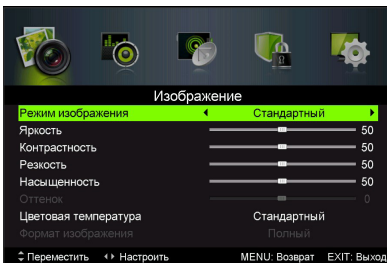 Изображение
Режим изображения Стандартный
Яркость 50
Контрастность 50
Резкость 50
Насыщенность 50
Оттенок 0
Цветовая температура Стандартный
Формат изображения Полный
Переместить Настроить MENU: Возврат EXIT: Выход